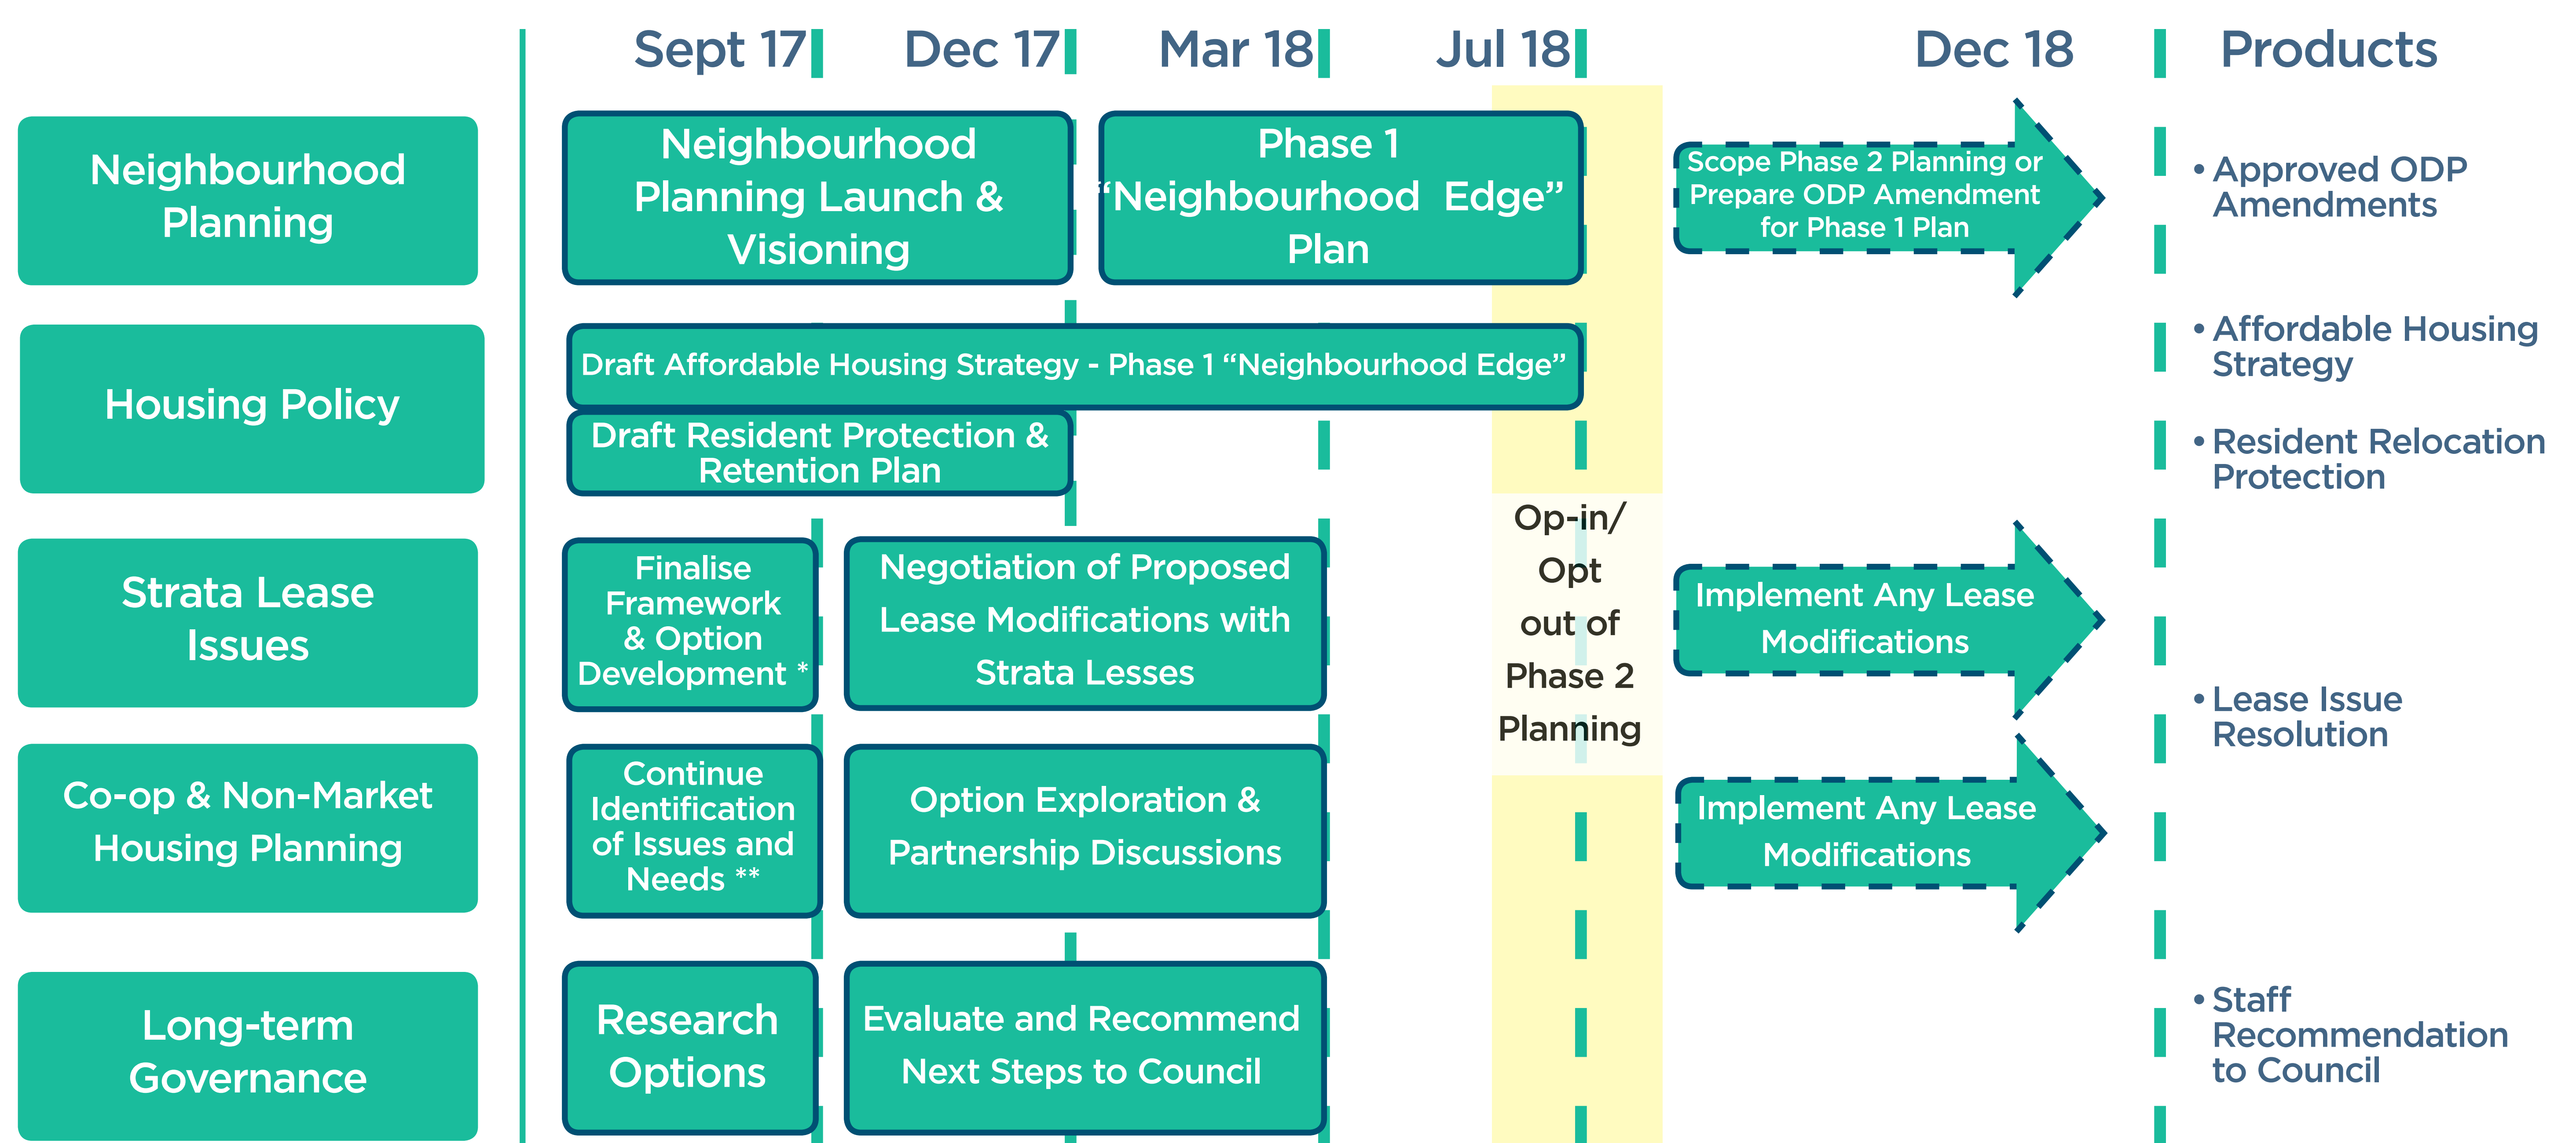 Sept 17
Dec 17
Mar 18
Jul 18
Dec 18
Products
Neighbourhood
Planning
Neighbourhood
Planning Launch &
Visioning
Phase 1
“Neighbourhood Edge”
Plan
Scope Phase 2 Planning or
Prepare ODP Amendment
for Phase 1 Plan
• Approved ODP
Amendments
Housing Policy
Draft Affordable Housing Strategy - Phase 1 “Neighbourhood Edge”
Draft Resident Protection &
Retention Plan
• Affordable Housing
Strategy
• Resident Relocation
Protection
Op-in/
Opt
out of
Phase 2
Planning
Strata Lease
Issues
Finalise
Framework
& Option
Development *
Negotiation of Proposed
Lease Modifications with
Strata Lesses
Implement Any Lease
Modifications
• Lease Issue
Resolution
Co-op & Non-Market
Housing Planning
Continue
Identification
of Issues and
Needs **
Option Exploration &
Partnership Discussions
Implement Any Lease
Modifications
Long-term
Governance
Research
Options
Evaluate and Recommend
Next Steps to Council
• Staff
Recommendation
to Council